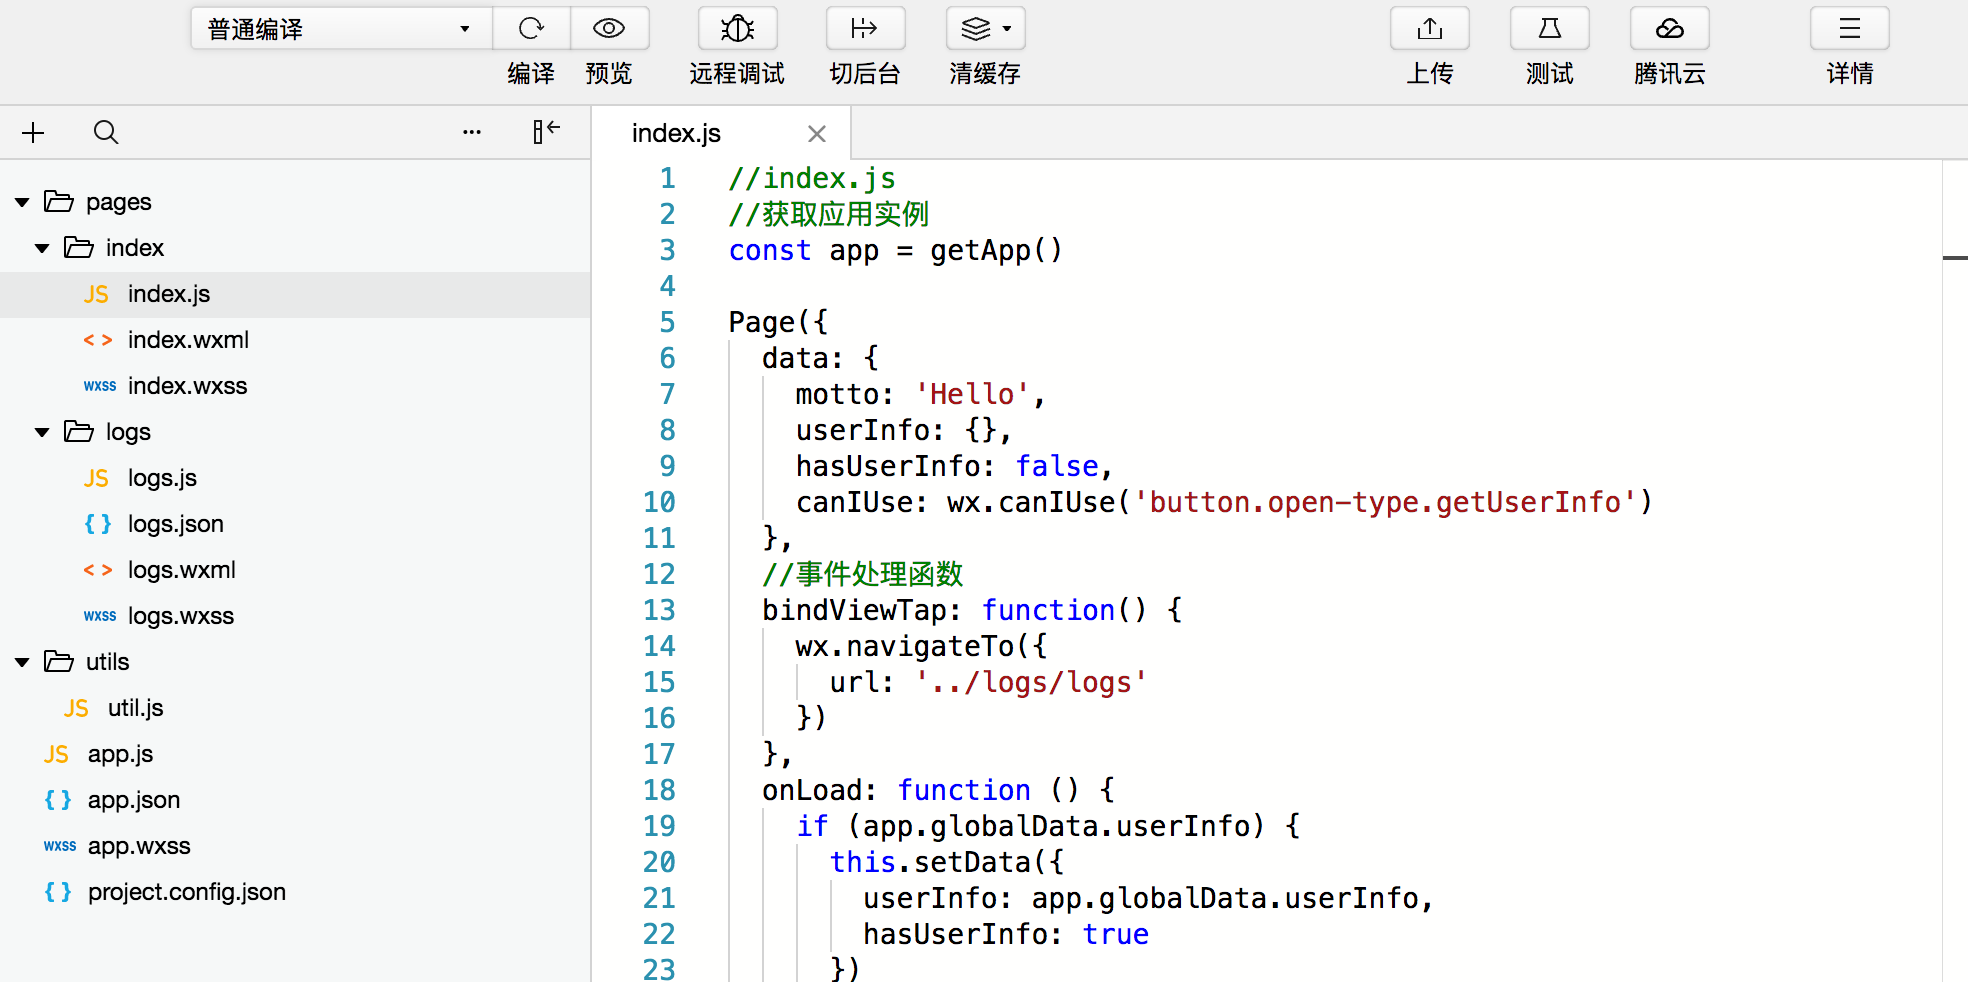 普通编译
编译 预览 远程调试 切后台 清缓存 上传 测试 腾讯云 详情
index.js
pages
index
JS index.js
< > index.wxml
wxss index.wxss
logs
JS logs.js
{ } logs.json
< > logs.wxml
wxss logs.wxss
utils
JS util.js
JS app.js
{ } app.json
wxss app.wxss
{ } project.config.json
1 //index.js
2 //获取应用实例
3 const app = getApp()
4
5 Page({
6 data: {
7 motto: 'Hello',
8 userInfo: {},
9 hasUserInfo: false,
10 canIUse: wx.canIUse('button.open-type.getUserInfo')
11 },
12 //事件处理函数
13 bindViewTap: function() {
14 wx.navigateTo({
15 url: '../logs/logs'
16 })
17 },
18 onLoad: function () {
19 if (app.globalData.userInfo) {
20 this.setData({
21 userInfo: app.globalData.userInfo,
22 hasUserInfo: true
23 })